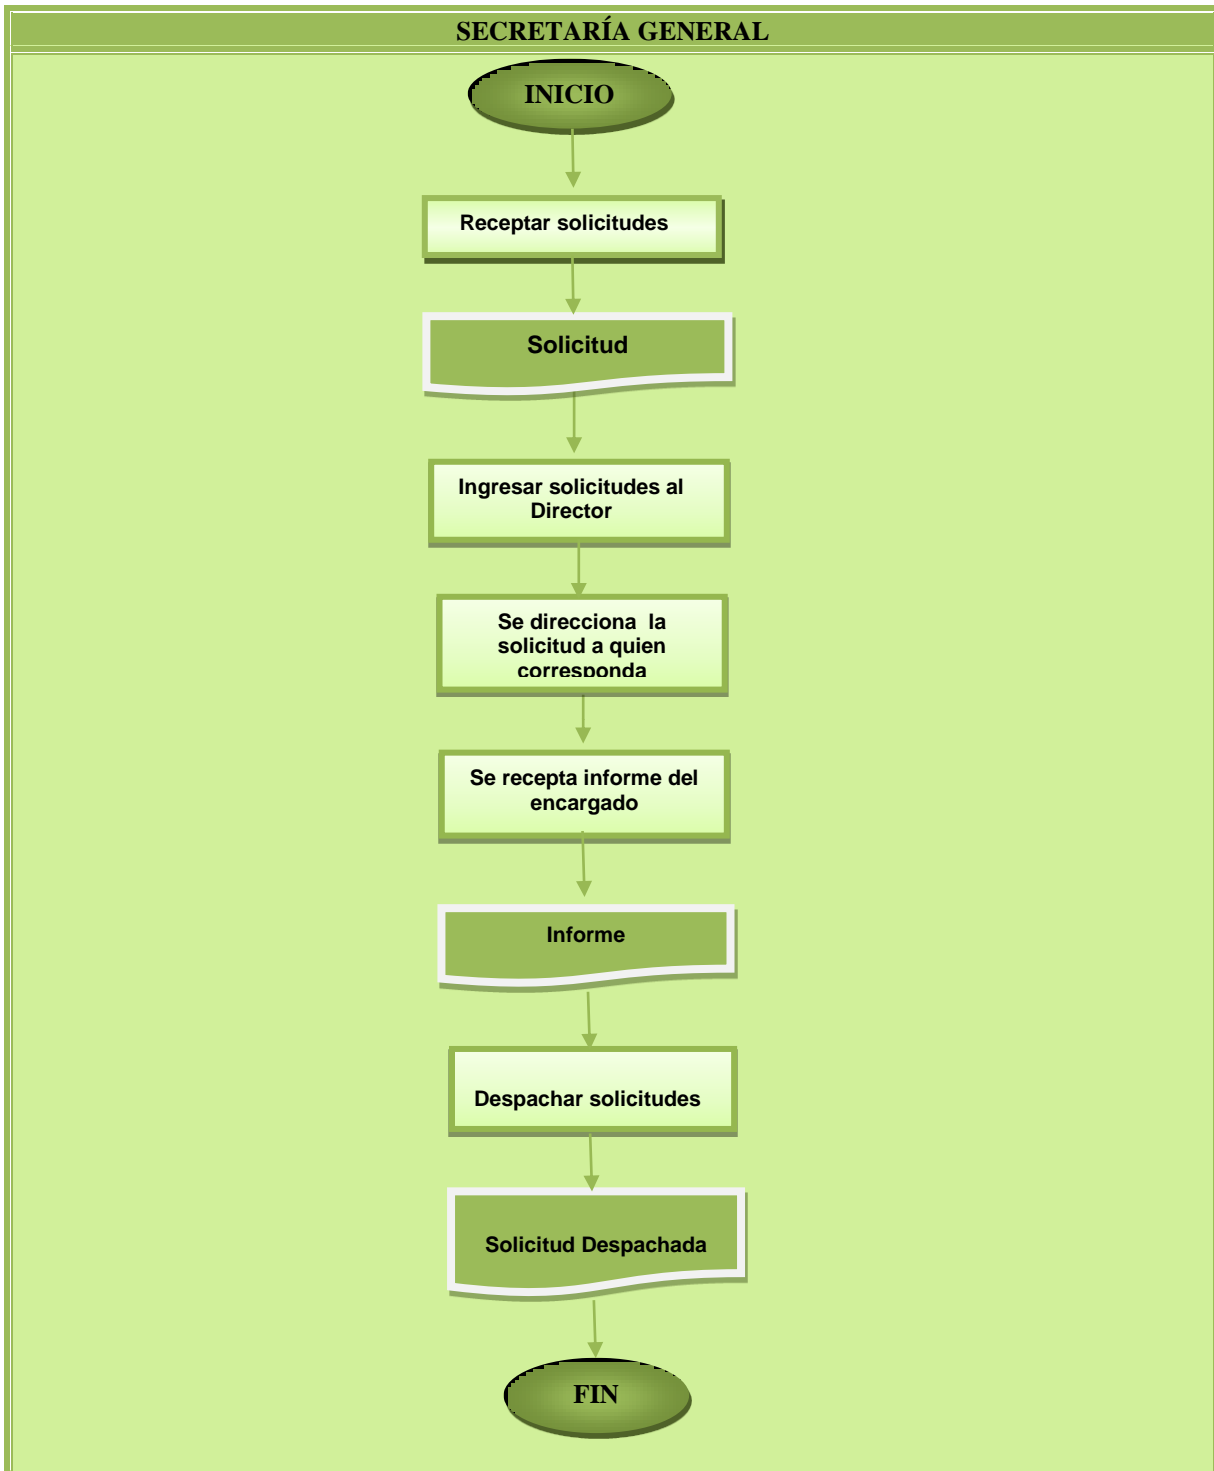 SECRETARÍA GENERAL
INICIO
Receptar solicitudes
Solicitud
Ingresar solicitudes al
Director
Se direcciona  la
solicitud a quien
corresponda
Se recepta informe del
encargado
Informe
Despachar solicitudes
Solicitud Despachada
FIN